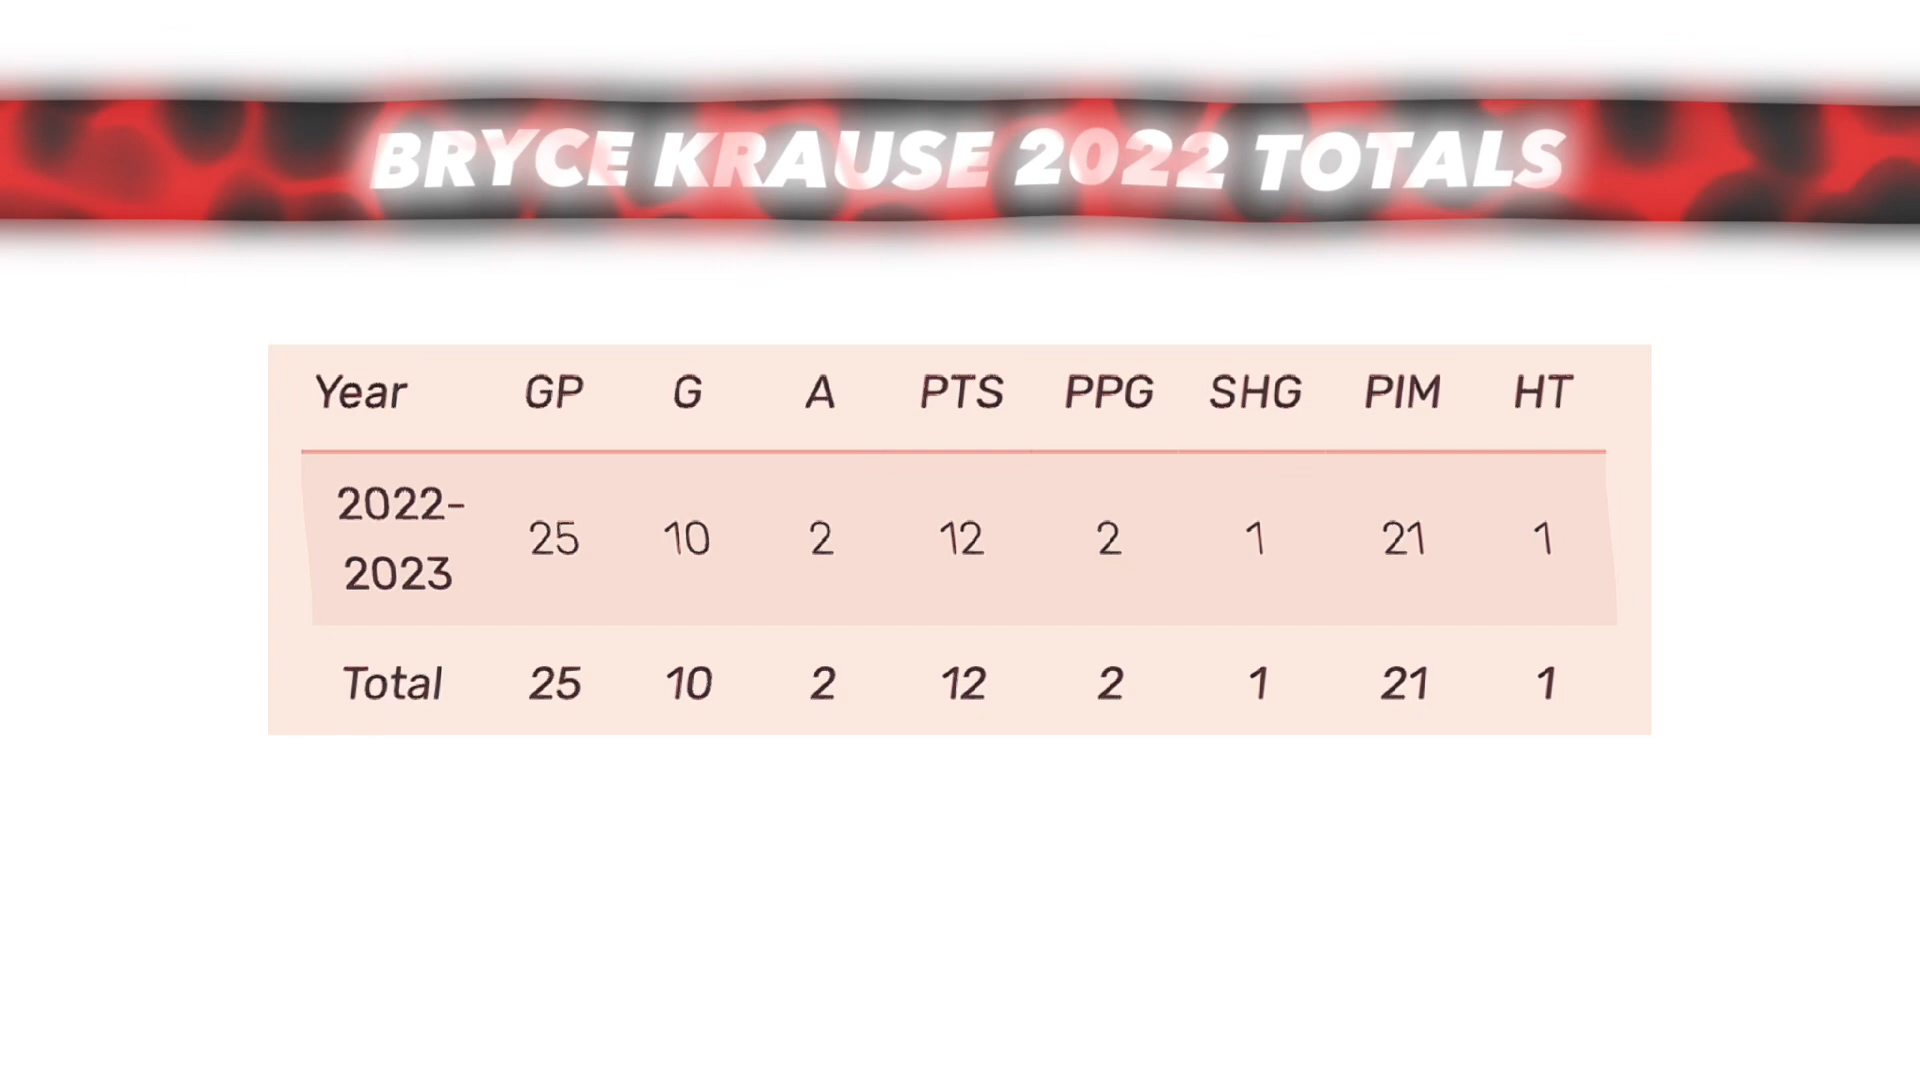 BRYCE KRAUSE 2022 TOTALS
Year GP G A PTS PPG SHG PIM HT
2022-
2023 25 10 2 12 2 1 21 1
Total 25 10 2 12 2 1 21 1